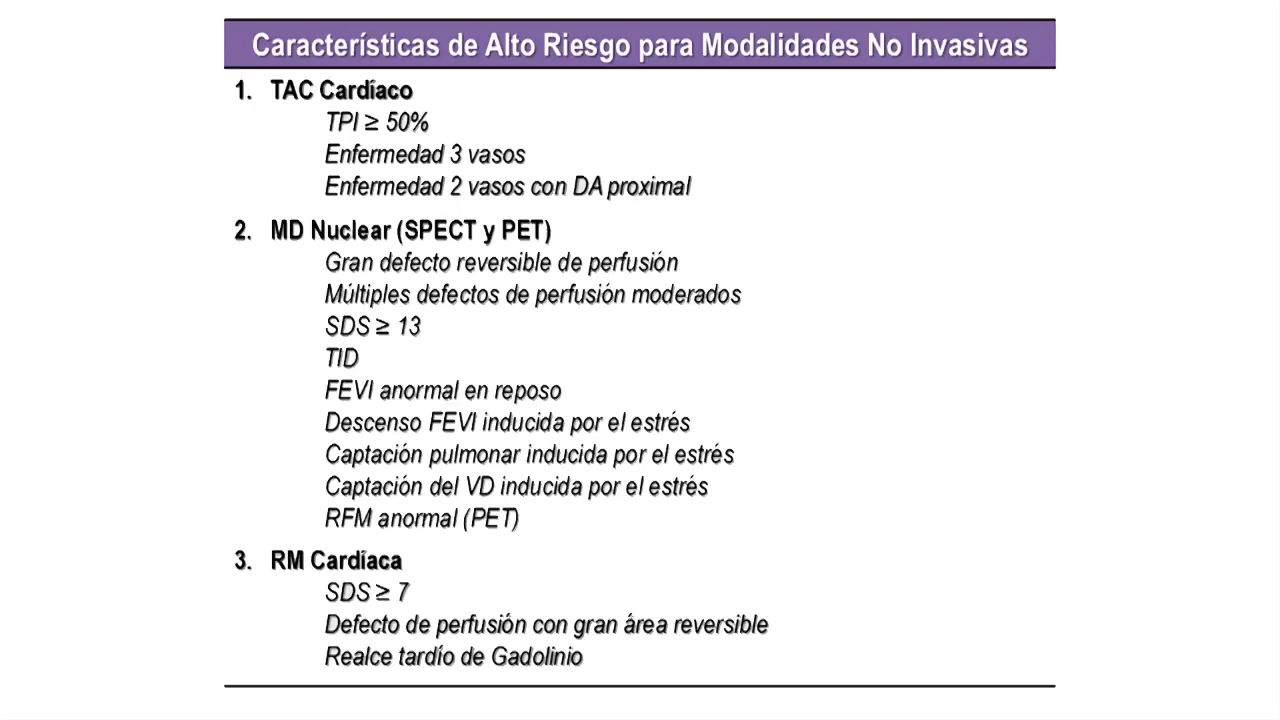 Características de Alto Riesgo para Modalidades No Invasivas
1. TAC Cardíaco
TPI ≥ 50%
Enfermedad 3 vasos
Enfermedad 2 vasos con DA proximal
2. MD Nuclear (SPECT y PET)
Gran defecto reversible de perfusión
Múltiples defectos de perfusión moderados
SDS ≥ 13
TID
FEVI anormal en reposo
Descenso FEVI inducida por el estrés
Captación pulmonar inducida por el estrés
Captación del VD inducida por el estrés
RFM anormal (PET)
3. RM Cardíaca
SDS ≥ 7
Defecto de perfusión con gran área reversible
Realce tardío de Gadolinio